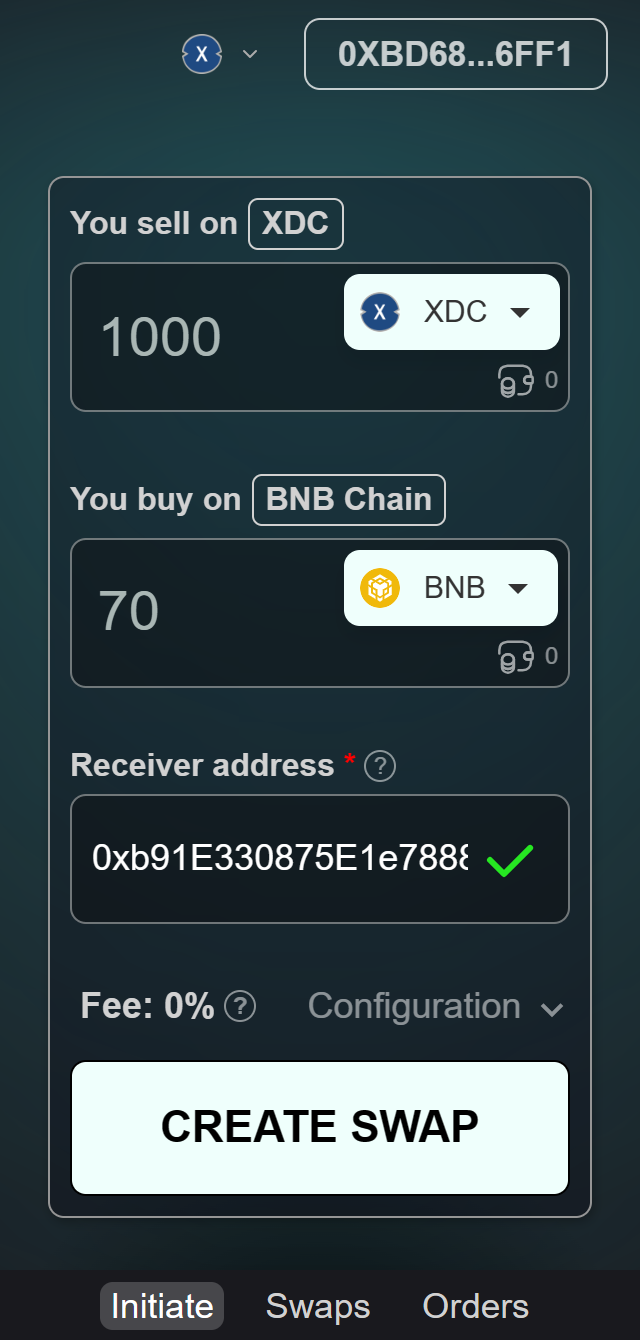 X
0XBD68...6FF1
You sell on XDC
1000
X XDC
0
You buy on BNB Chain
70
BNB
0
Receiver address * ?
0xb91E330875E1e788
Fee: 0% ? Configuration
CREATE SWAP
Initiate Swaps Orders